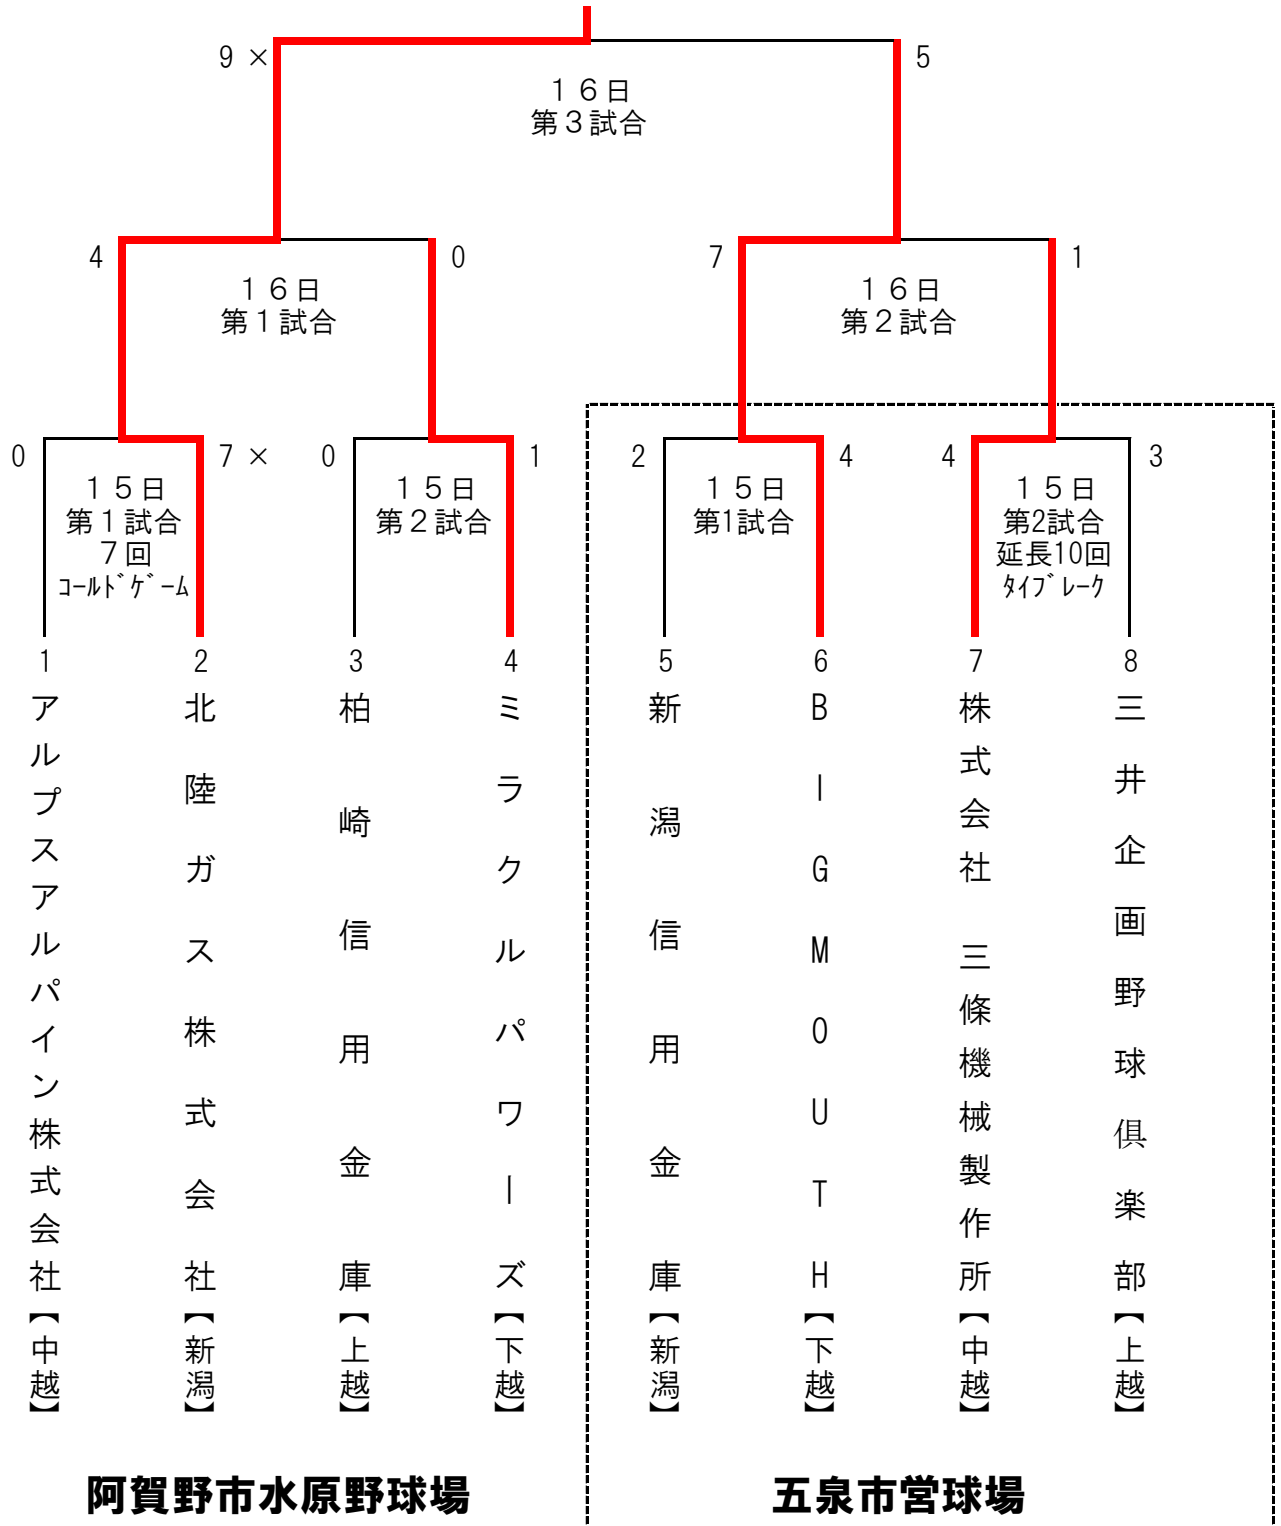 9 ×
5
１６日
第３試合
4
0
7
1
１６日
第１試合
１６日
第２試合
0
7 ×
0
1
2
4
4
3
１５日
第１試合
７回
ｺｰﾙﾄﾞｹﾞｰﾑ
１５日
第２試合
１５日
第1試合
１５日
第2試合
延長10回
ﾀｲﾌﾞﾚｰｸ
1
アルプスアルパイン株式会社【中越】
2
北陸ガス株式会社【新潟】
3
柏崎信用金庫【上越】
4
ミラクルパワーズ【下越】
5
新潟信用金庫【新潟】
6
BIGMOUTH【下越】
7
株式会社 三條機械製作所【中越】
8
三井企画野球倶楽部【上越】
阿賀野市水原野球場
五泉市営球場